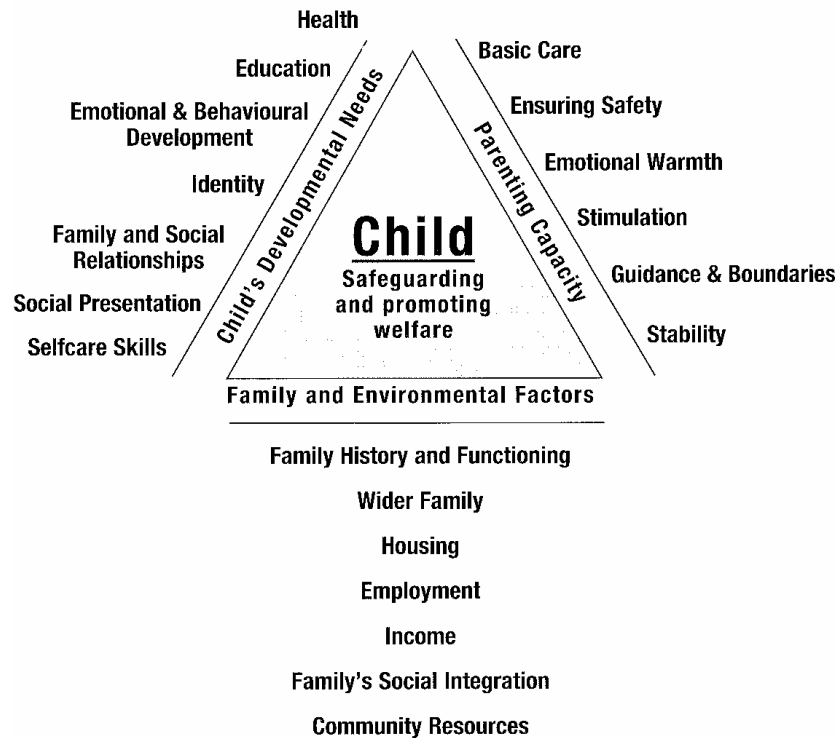 Health
Education
Emotional & Behavioural
Development
Identity
Family and Social
Relationships
Social Presentation
Selfcare Skills
Child's Developmental Needs
Basic Care
Ensuring Safety
Emotional Warmth
Stimulation
Guidance & Boundaries
Stability
Parenting Capacity
Child
Safeguarding
and promoting
welfare
Family and Environmental Factors
Family History and Functioning
Wider Family
Housing
Employment
Income
Family's Social Integration
Community Resources